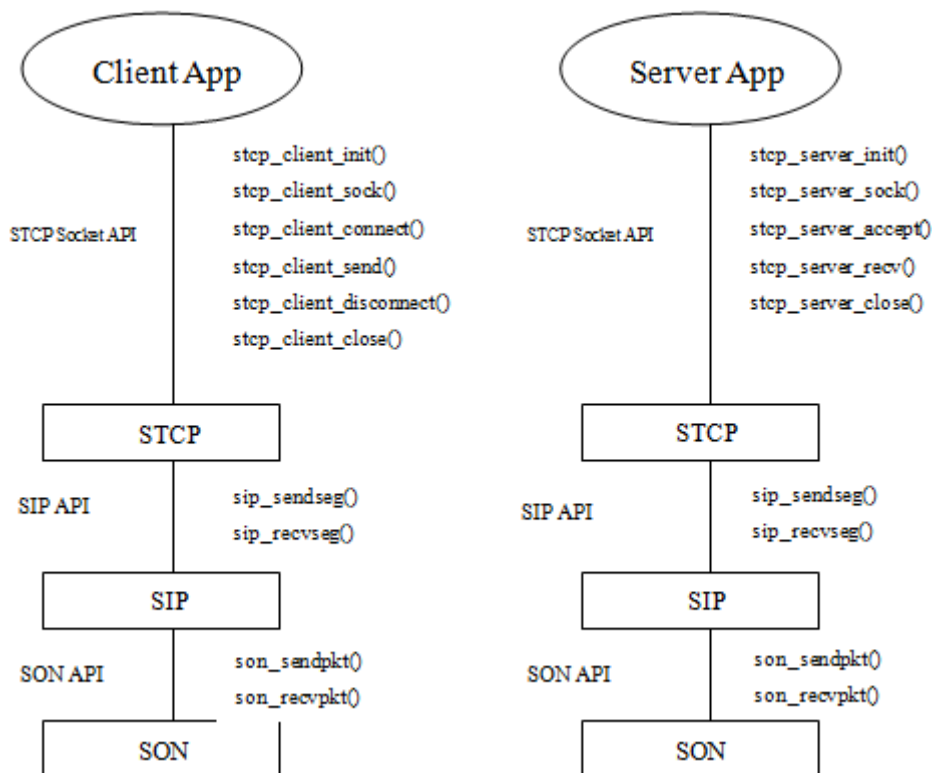 Client App
stcp_client_init()
stcp_client_sock()
STCP Socket API
stcp_client_connect()
stcp_client_send()
stcp_client_disconnect()
stcp_client_close()
STCP
SIP API
sip_sendseg()
sip_recvseg()
SIP
SON API
son_sendpkt()
son_recvpkt()
SON
Server App
stcp_server_init()
stcp_server_sock()
STCP Socket API
stcp_server_accept()
stcp_server_recv()
stcp_server_close()
STCP
SIP API
sip_sendseg()
sip_recvseg()
SIP
SON API
son_sendpkt()
son_recvpkt()
SON